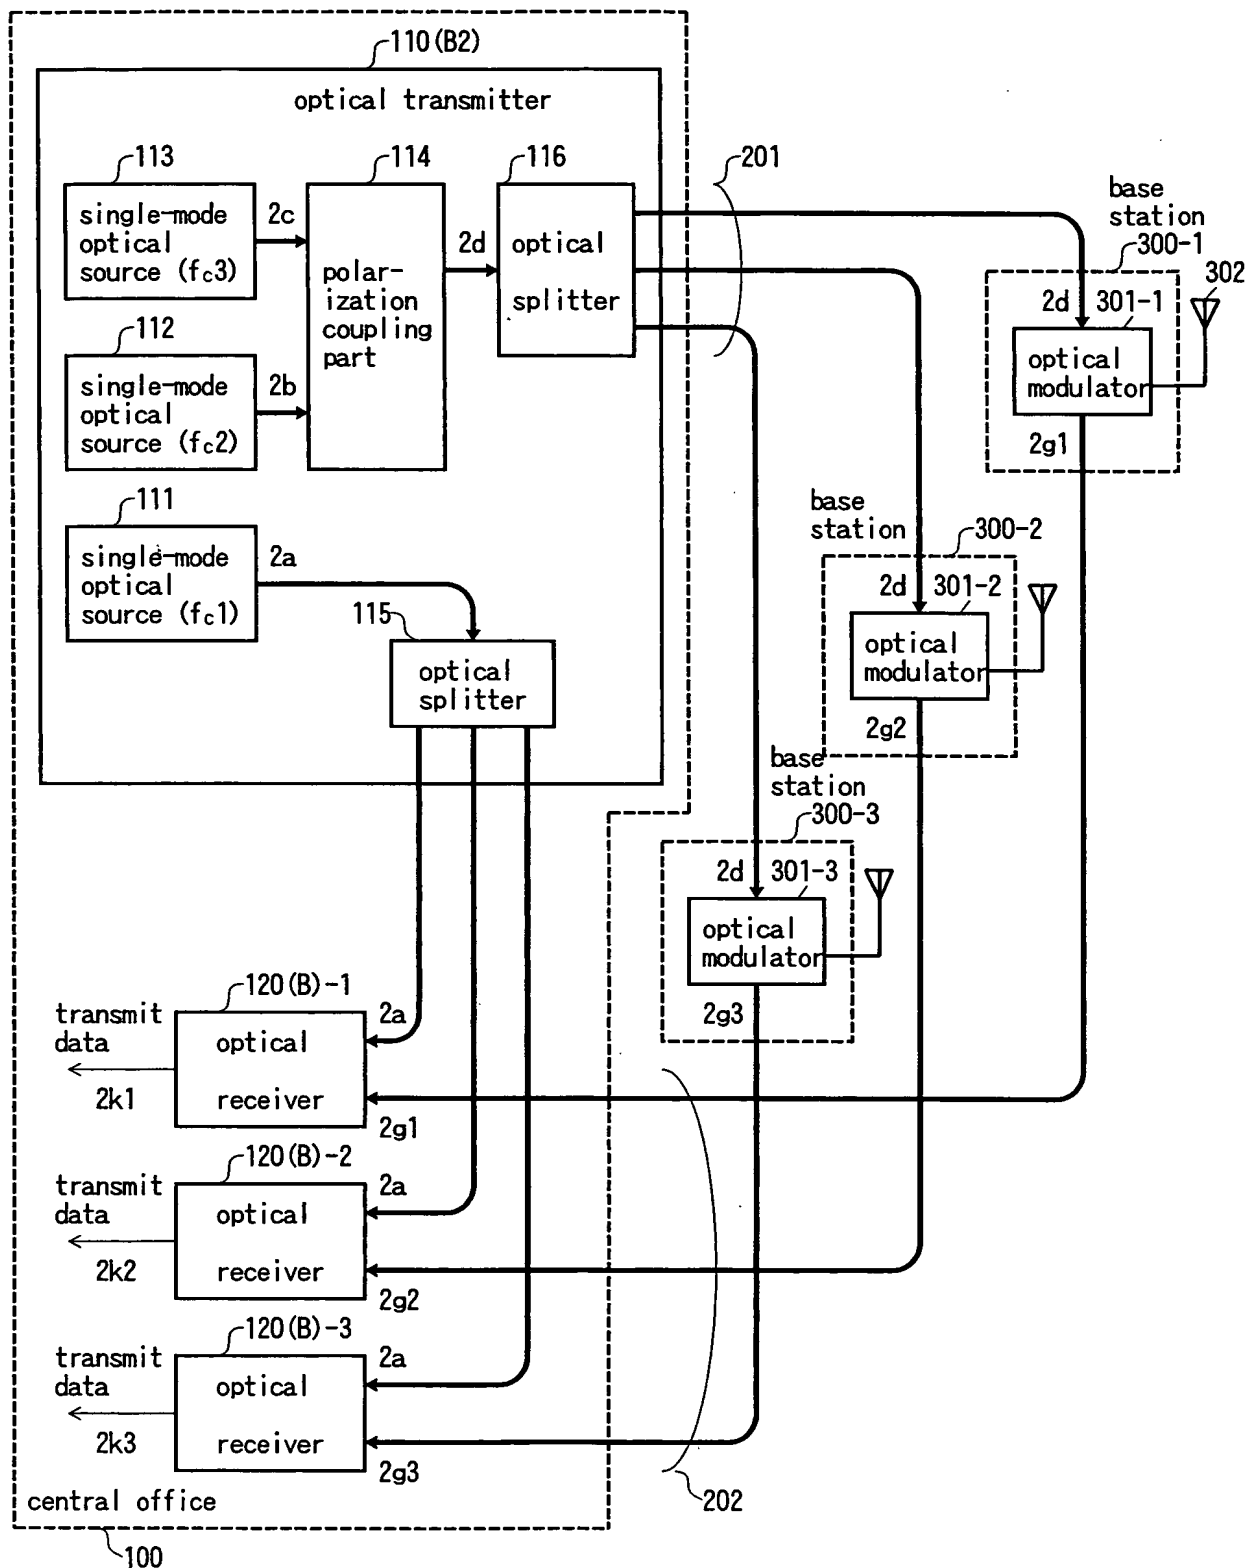 110(B2)
optical transmitter
113
114
116
201
single-mode
optical
source (fc3)
2c
polar-
ization
coupling
part
2d
optical
splitter
base
station
300-1
2d
301-1
302
optical
modulator
2g1
112
single-mode
optical
source (fc2)
2b
111
single-mode
optical
source (fc1)
2a
115
optical
splitter
base
station
300-2
2d
301-2
optical
modulator
2g2
base
station
300-3
2d
301-3
optical
modulator
2g3
120(B)-1
transmit
data
2k1
optical
receiver
2a
2g1
120(B)-2
transmit
data
2k2
optical
receiver
2a
2g2
120(B)-3
transmit
data
2k3
optical
receiver
2a
2g3
202
central office
100